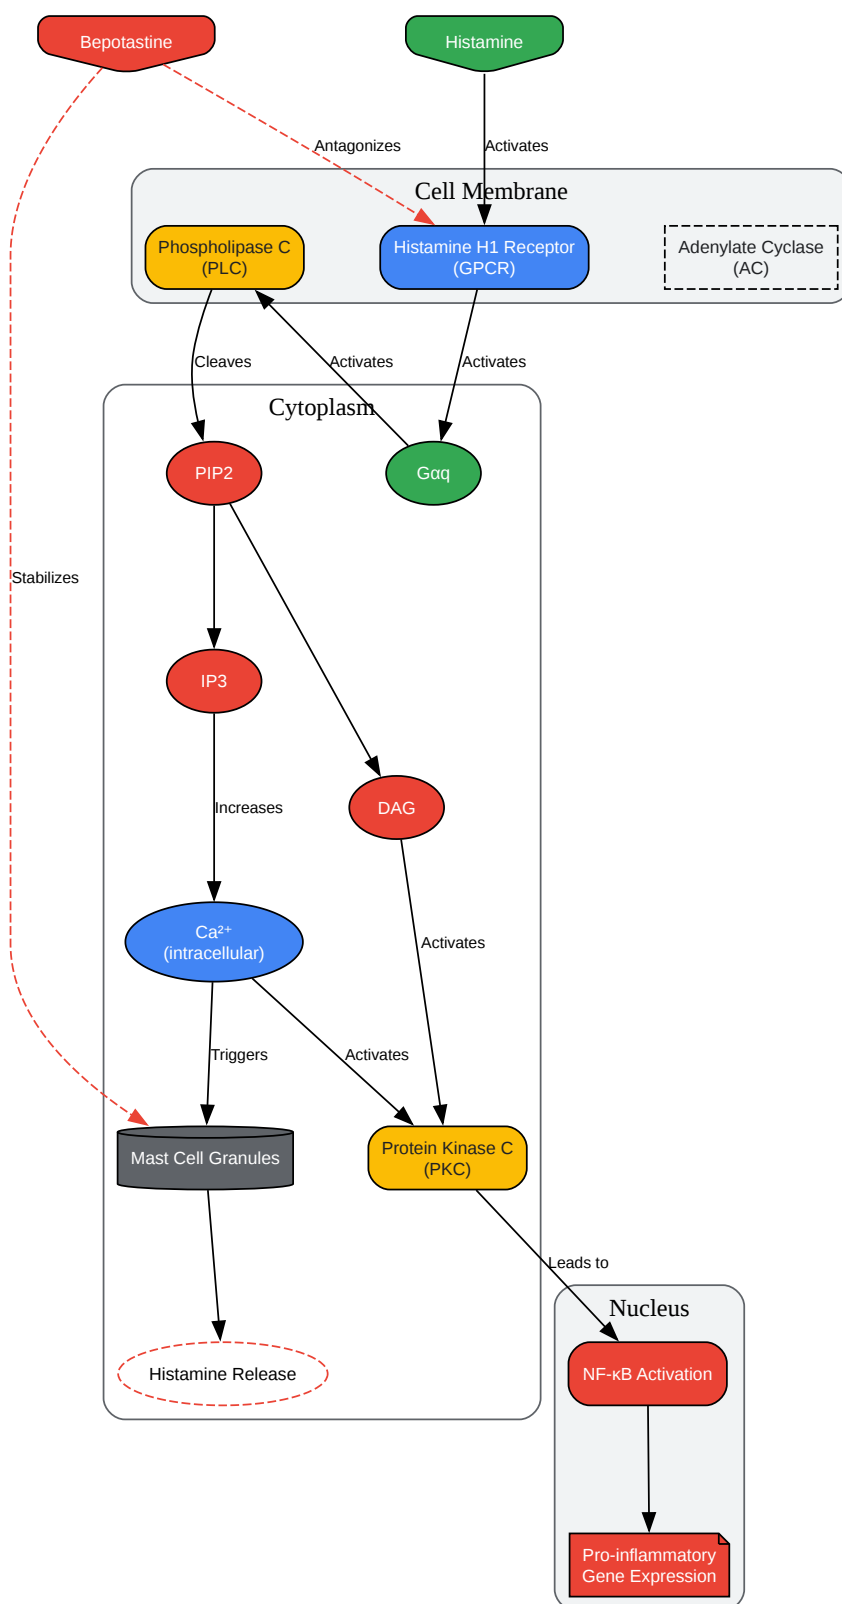 Bepotastine
Histamine
Antagonizes
Activates
Cell Membrane
Phospholipase C
(PLC)
Histamine H1 Receptor
(GPCR)
Adenylate Cyclase
(AC)
Cleaves
Activates
Activates
Cytoplasm
PIP2
Gαq
Stabilizes
IP3
Increases
DAG
Ca²⁺
(intracellular)
Activates
Triggers
Activates
Mast Cell Granules
Protein Kinase C
(PKC)
Leads to
Nucleus
Histamine Release
NF-κB Activation
Pro-inflammatory
Gene Expression